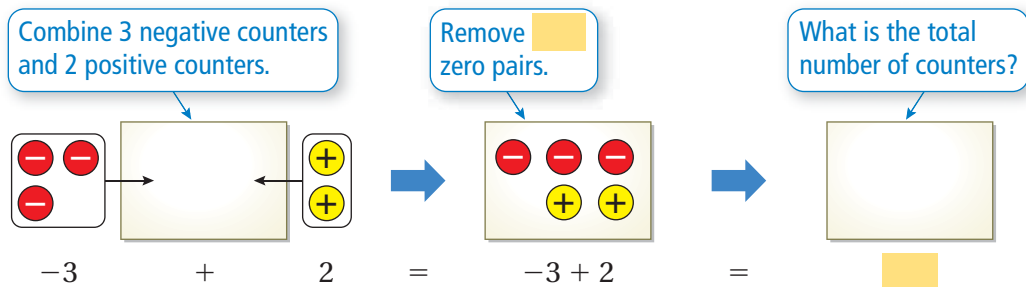 Combine 3 negative counters
and 2 positive counters.
Remove
zero pairs.
What is the total
number of counters?
− −
−
+
+
− − −
+ +
−3 + 2 = −3 + 2 =